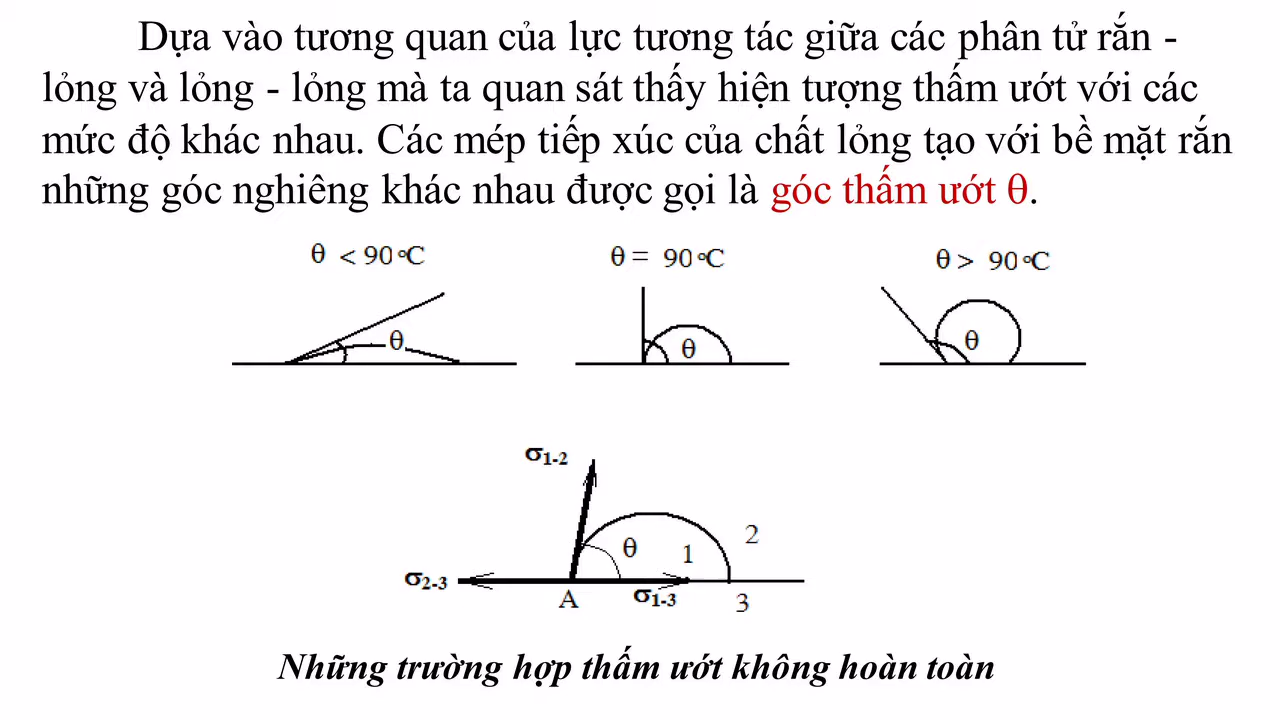 Dựa vào tương quan của lực tương tác giữa các phân tử rắn -
lỏng và lỏng - lỏng mà ta quan sát thấy hiện tượng thấm ướt với các
mức độ khác nhau. Các mép tiếp xúc của chất lỏng tạo với bề mặt rắn
những góc nghiêng khác nhau được gọi là góc thấm ướt θ.
θ < 90°C
θ = 90°C
θ > 90°C
θ
θ
θ
σ1-2
2
θ
1
σ2-3
A
σ1-3
3
Những trường hợp thấm ướt không hoàn toàn